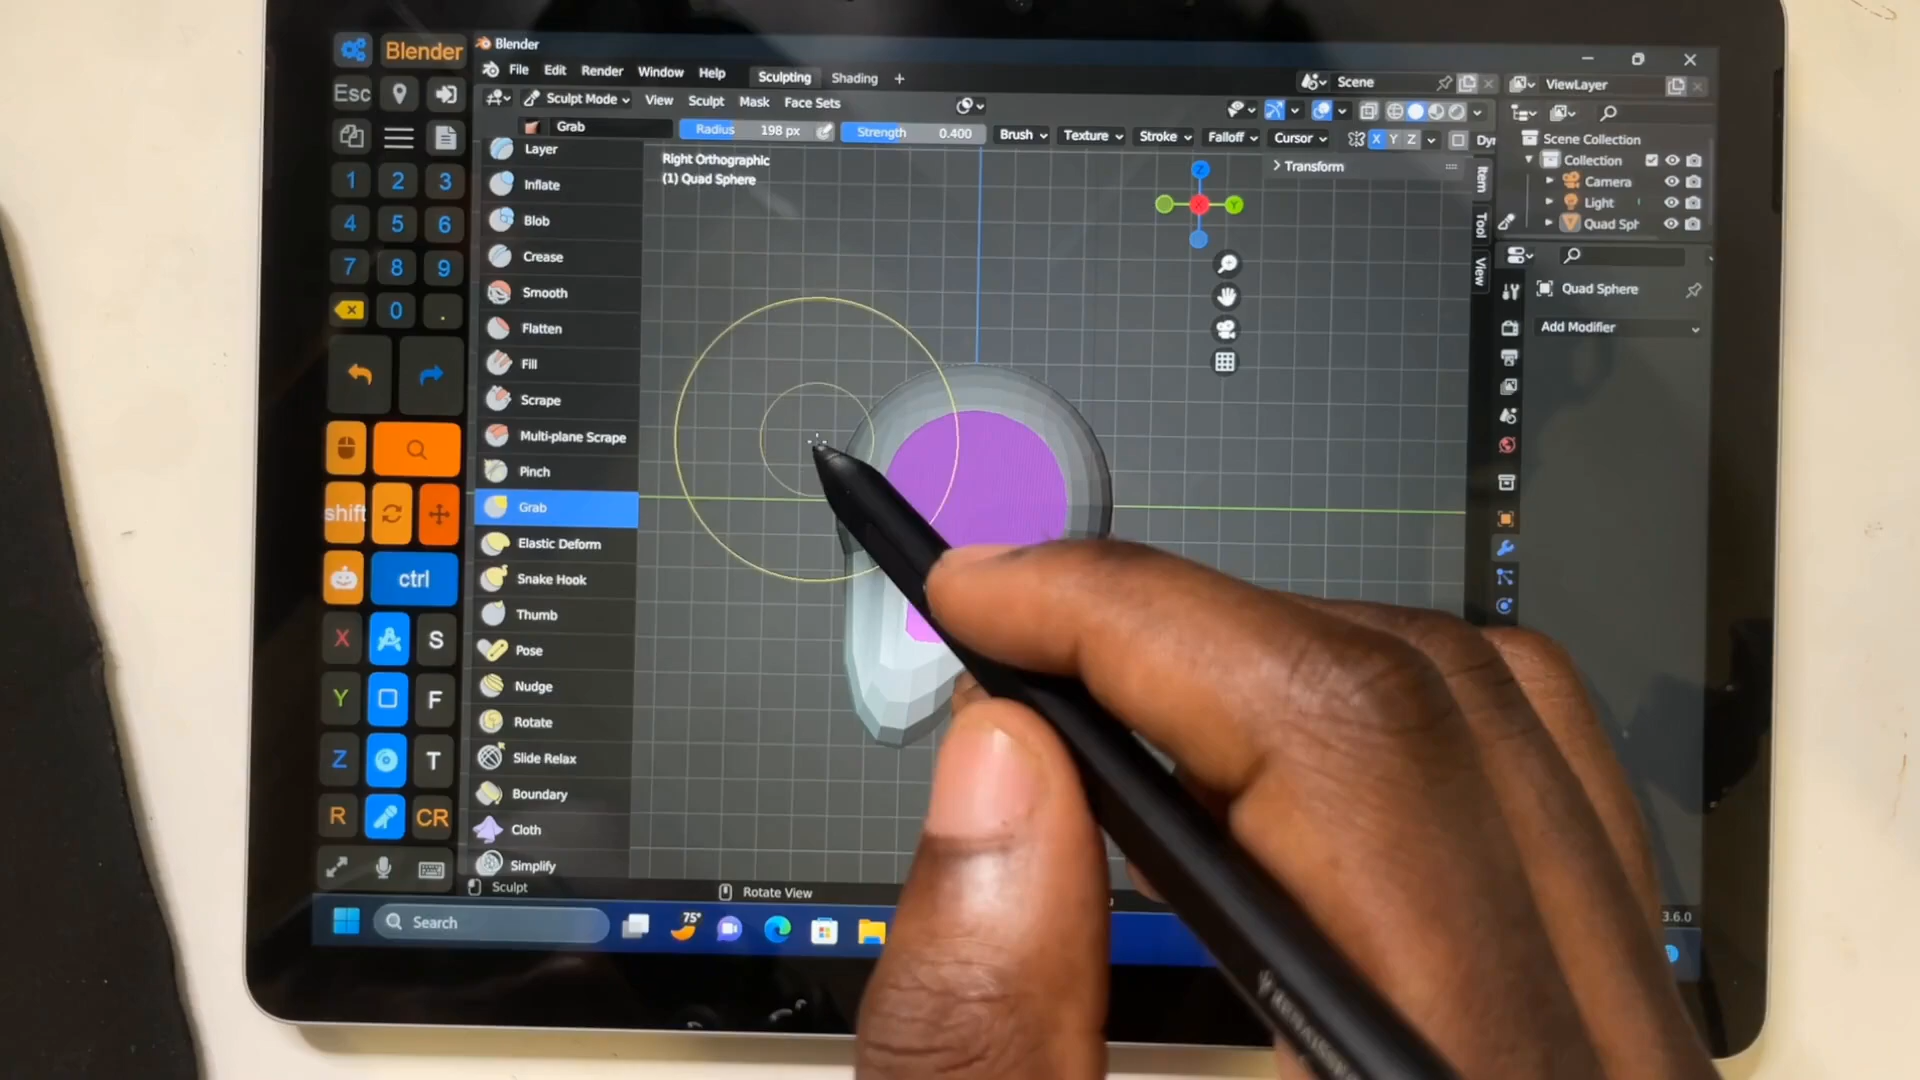 Blender
Blender
File Edit Render Window Help Sculpting Shading +
Scene
ViewLayer
Esc
Sculpt Mode View Sculpt Mask Face Sets
Grab
Radius 198 px
Strength 0.400
Brush Texture Stroke Falloff Cursor
X Y Z
Dy
Layer
Inflate
Blob
Crease
Smooth
Flatten
Fill
Scrape
Multi-plane Scrape
Pinch
Grab
Elastic Deform
Snake Hook
Thumb
Pose
Nudge
Rotate
Slide Relax
Boundary
Cloth
Simplify
Right Orthographic
(1) Quad Sphere
Z
Y
X
> Transform
Item
Tool
View
Scene Collection
Collection
Camera
Light
Quad Spl
Quad Sphere
Add Modifier
1 2 3
4 5 6
7 8 9
0 .
shift
ctrl
X S
Y F
Z T
R CR
Sculpt
Rotate View
3.6.0
Search
75°